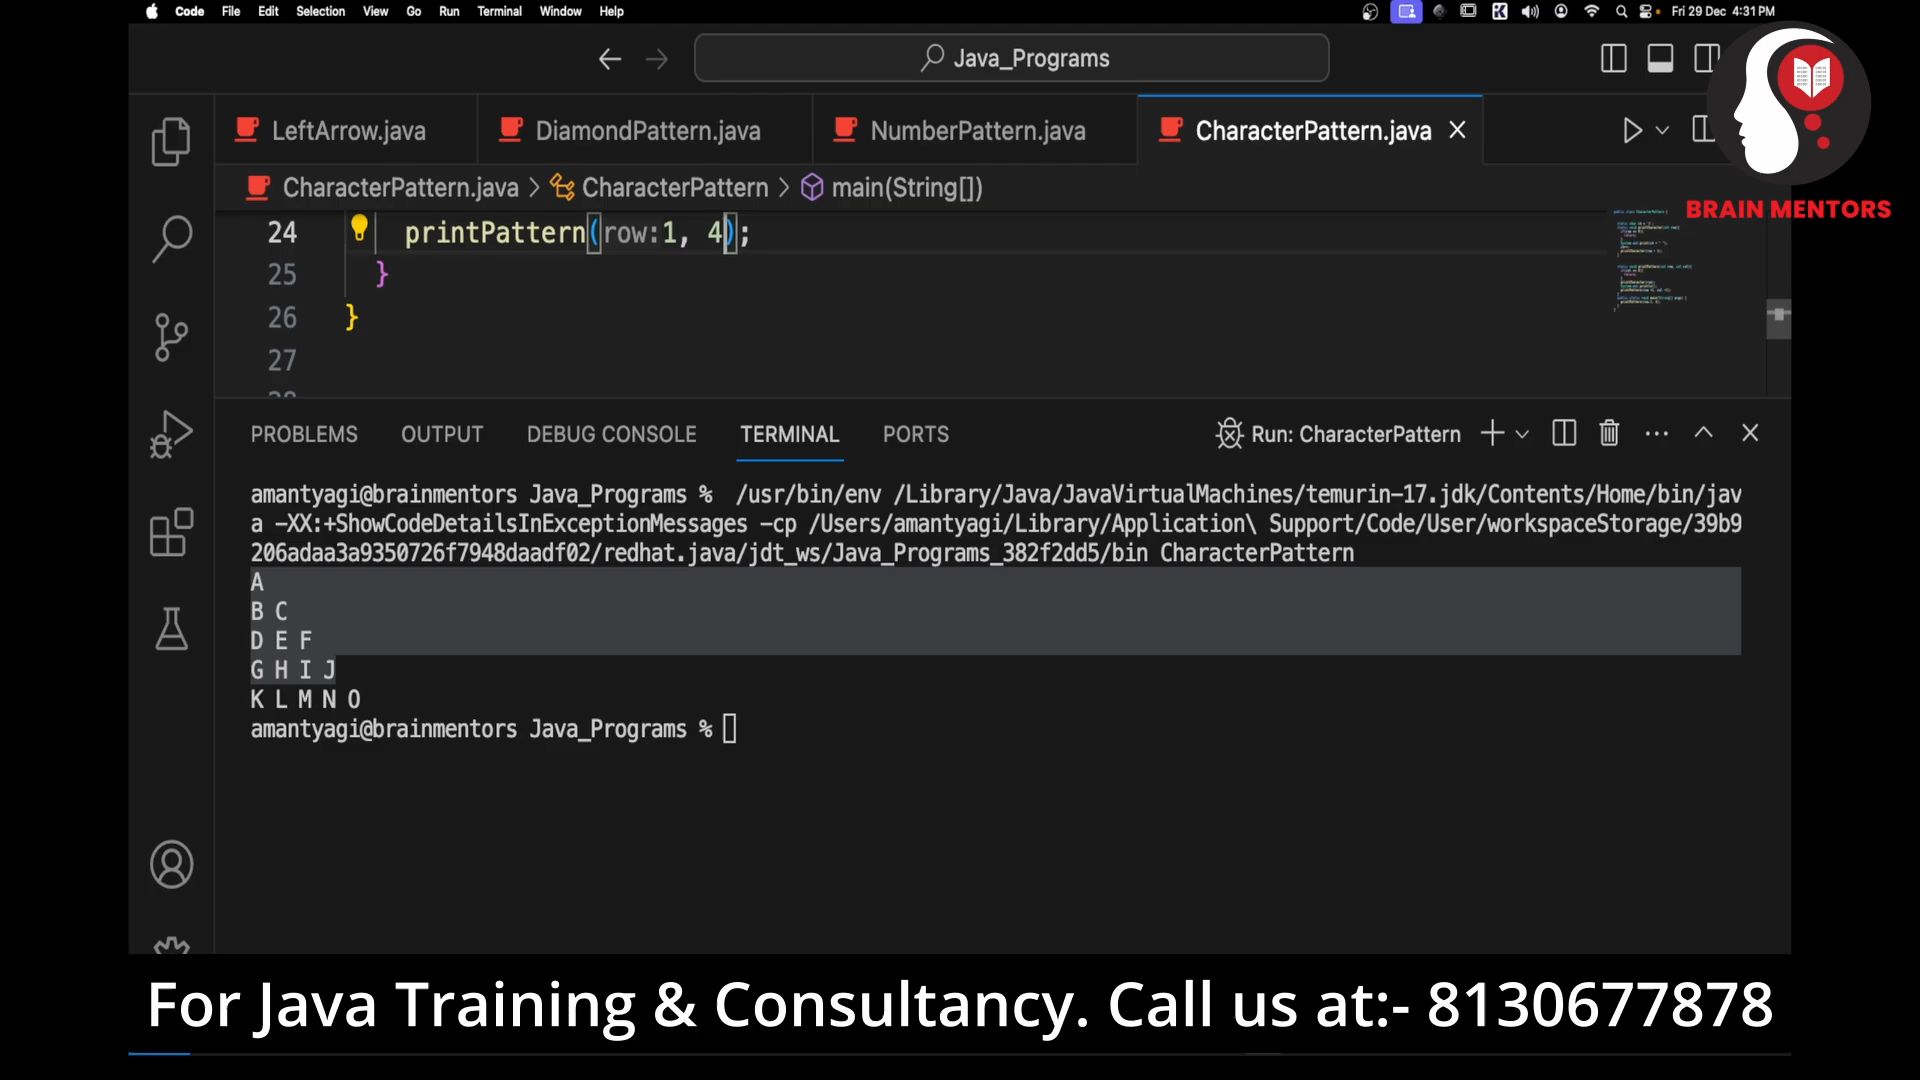 Code File Edit Selection View Go Run Terminal Window Help Fri 29 Dec 4:31 PM
Java_Programs
LeftArrow.java DiamondPattern.java NumberPattern.java CharacterPattern.java
BRAIN MENTORS
CharacterPattern.java > CharacterPattern > main(String[])
24 printPattern(row:1, 4);
25 }
26 }
27
PROBLEMS OUTPUT DEBUG CONSOLE TERMINAL PORTS Run: CharacterPattern
amantyagi@brainmentors Java_Programs % /usr/bin/env /Library/Java/JavaVirtualMachines/temurin-17.jdk/Contents/Home/bin/jav
a -XX:+ShowCodeDetailsInExceptionMessages -cp /Users/amantyagi/Library/Application\ Support/Code/User/workspaceStorage/39b9
206adaa3a9350726f7948daadf02/redhat.java/jdt_ws/Java_Programs_382f2dd5/bin CharacterPattern
A
B C
D E F
G H I J
K L M N O
amantyagi@brainmentors Java_Programs %
For Java Training & Consultancy. Call us at:- 8130677878